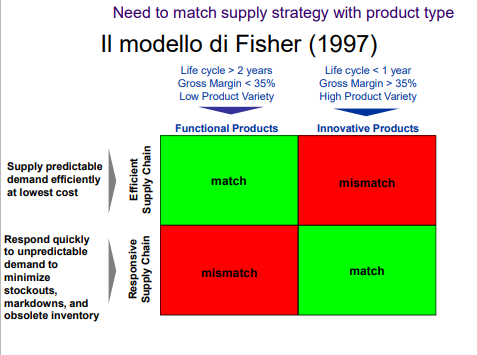 Need to match supply strategy with product type
Il modello di Fisher (1997)
Life cycle > 2 years
Gross Margin < 35%
Low Product Variety
Life cycle < 1 year
Gross Margin > 35%
High Product Variety
Functional Products
Innovative Products
Supply predictable
demand efficiently
at lowest cost
Efficient
Supply Chain
match
mismatch
Respond quickly
to unpredictable
demand to
minimize
stockouts,
markdowns, and
obsolete inventory
Responsive
Supply Chain
mismatch
match